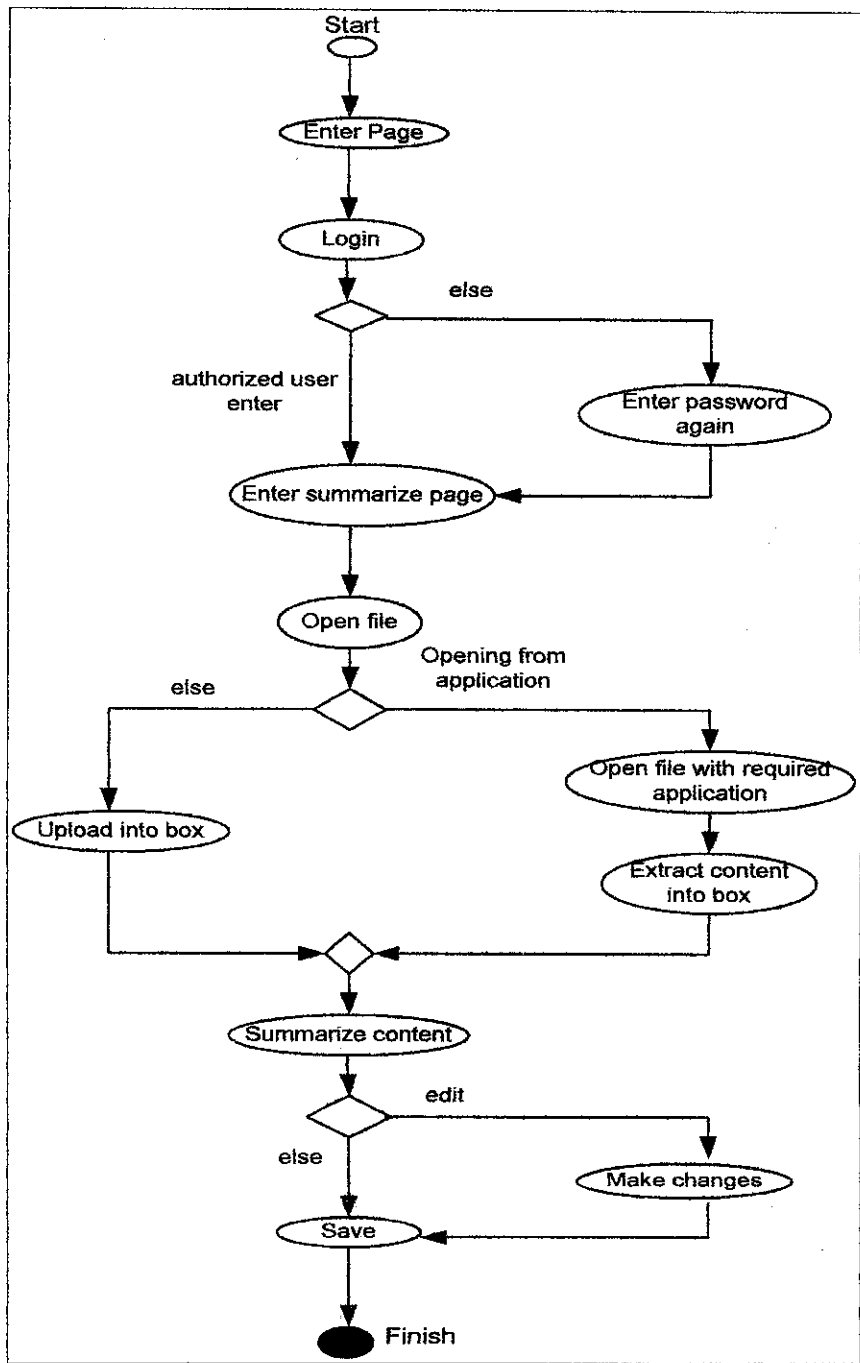 Start
Enter Page
Login
else
authorized user
enter
Enter password
again
Enter summarize page
Open file
Opening from
application
else
Open file with required
application
Upload into box
Extract content
into box
Summarize content
edit
else
Make changes
Save
Finish